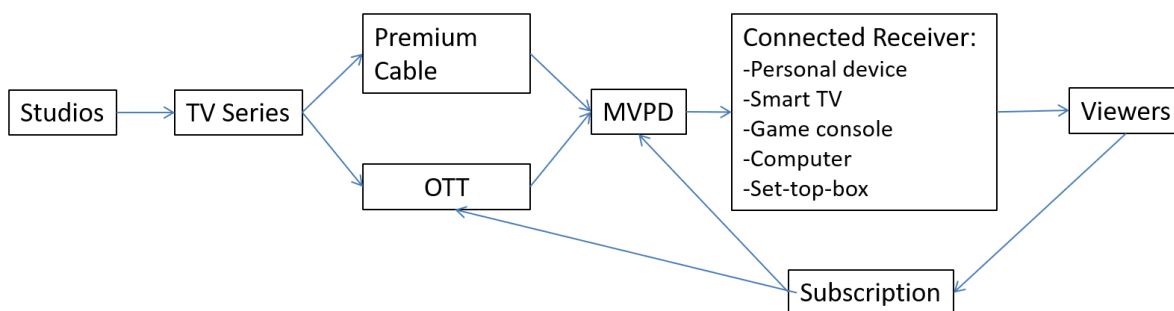 Studios
TV Series
Premium
Cable
OTT
MVPD
Connected Receiver:
-Personal device
-Smart TV
-Game console
-Computer
-Set-top-box
Viewers
Subscription